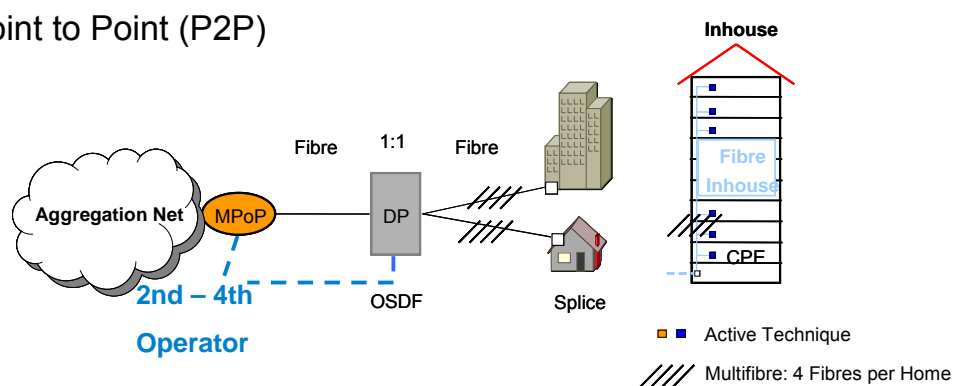 oint to Point (P2P)
Inhouse
Fibre 1:1 Fibre
Aggregation Net
MPoP
DP
Fibre
Inhouse
CPE
2nd – 4th
Operator
OSDF
Splice
Active Technique
Multifibre: 4 Fibres per Home